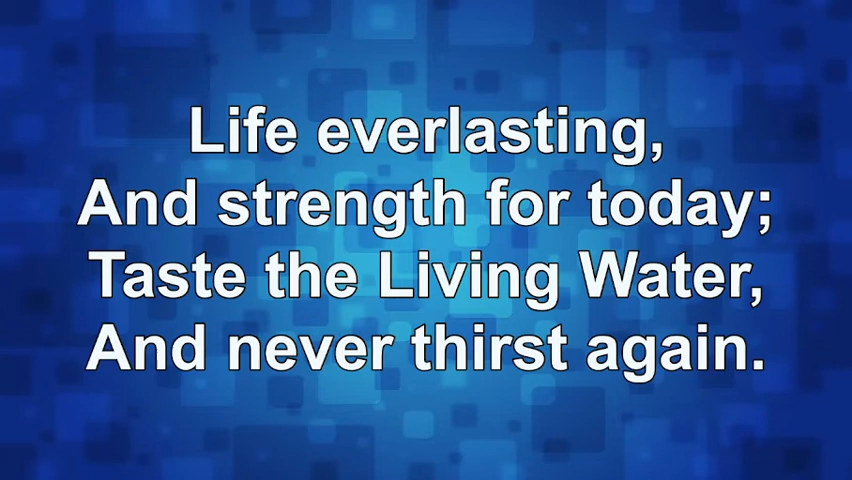 Life everlasting,
And strength for today;
Taste the Living Water,
And never thirst again.